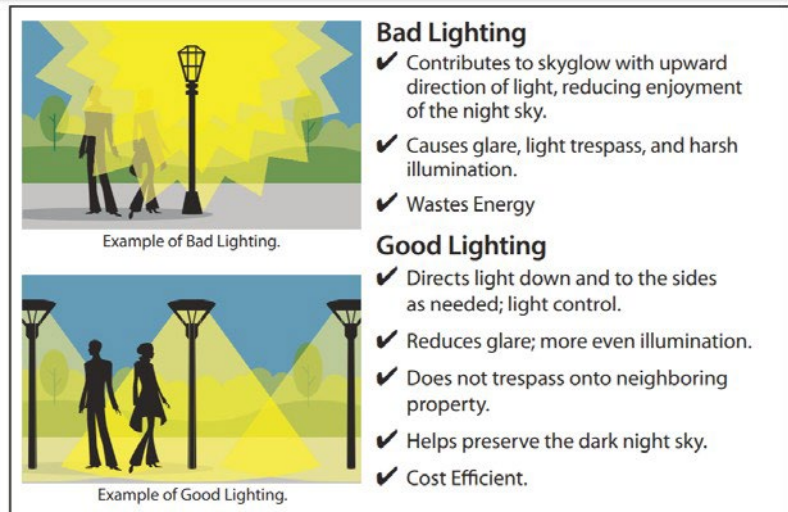 Bad Lighting
✔ Contributes to skyglow with upward
direction of light, reducing enjoyment
of the night sky.
✔ Causes glare, light trespass, and harsh
illumination.
✔ Wastes Energy
Example of Bad Lighting.
Good Lighting
✔ Directs light down and to the sides
as needed; light control.
✔ Reduces glare; more even illumination.
✔ Does not trespass onto neighboring
property.
✔ Helps preserve the dark night sky.
✔ Cost Efficient.
Example of Good Lighting.